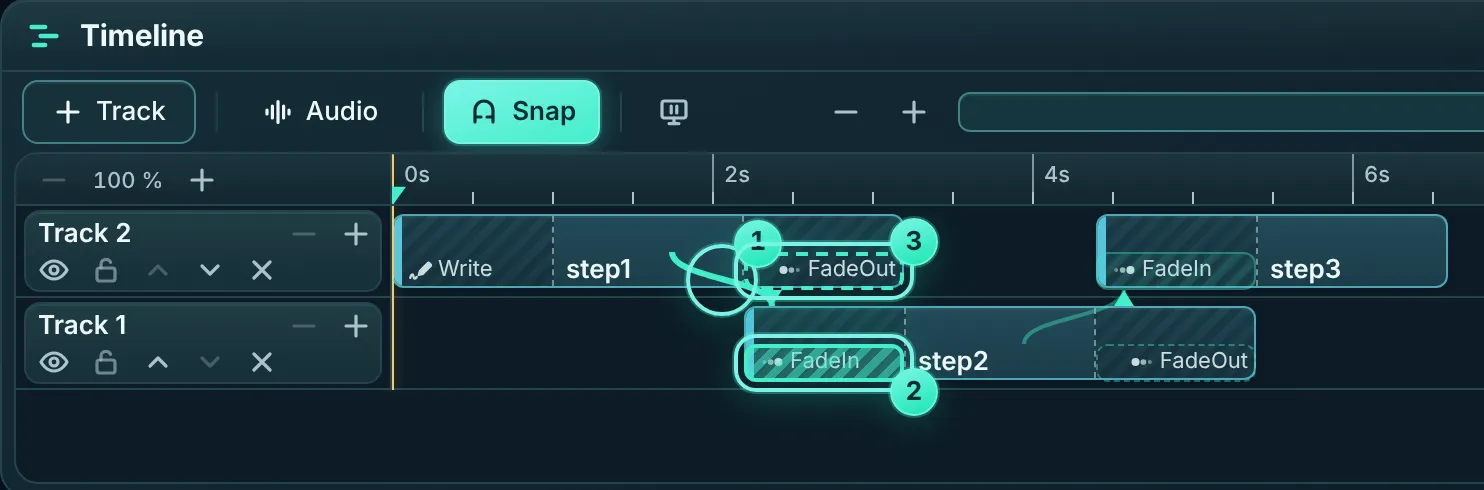 Timeline
Track Audio Snap
100 % 0s 2s 4s 6s
Track 2
Write step1 1 FadeOut 3 FadeIn step3
Track 1
FadeIn step2 FadeOut
2